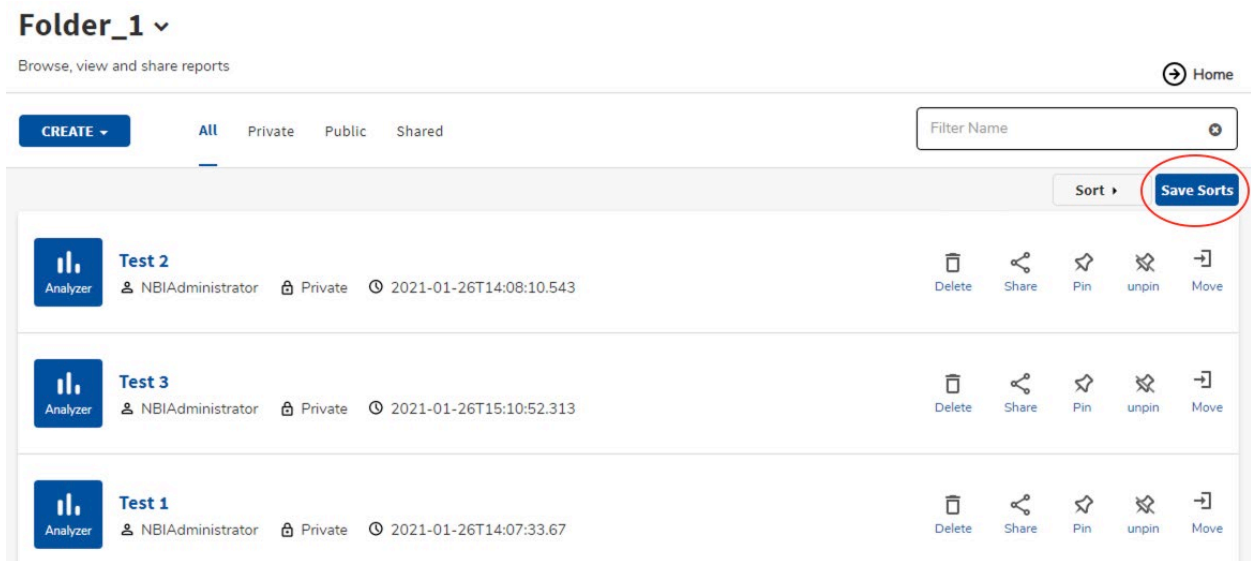 Folder_1
Browse, view and share reports
Home
CREATE
All Private Public Shared
Filter Name
Sort
Save Sorts
Analyzer
Test 2
NBIAdministrator Private 2021-01-26T14:08:10.543
Delete Share Pin unpin Move
Analyzer
Test 3
NBIAdministrator Private 2021-01-26T15:10:52.313
Delete Share Pin unpin Move
Analyzer
Test 1
NBIAdministrator Private 2021-01-26T14:07:33.67
Delete Share Pin unpin Move